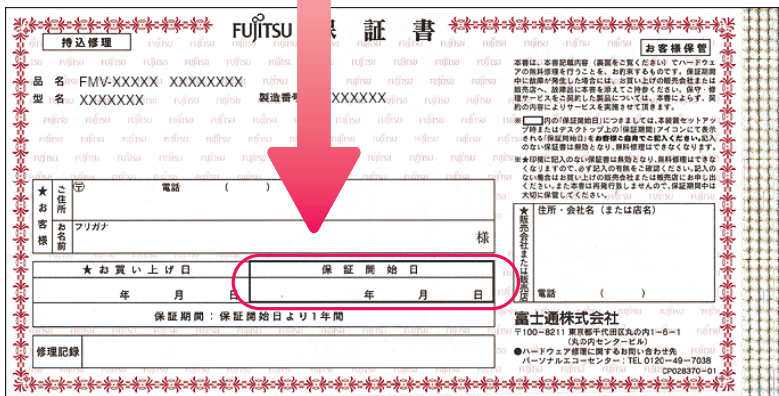 FUJITSU 保証書
持込修理
お客様保管
品 名 FMV-XXXXX XXXXXXXX
型 名 XXXXXXX 製造番号 XXXXXX
★お客様
ご住所 〒 電話 ( )
お名前 フリガナ 様
★お買い上げ日 保証開始日
年 月 日 年 月 日
保証期間：保証開始日より1年間
修理記録
本書は、本書記載内容（裏面をご覧ください）でハードウェ
アの無料修理を行うことを、お約束するものです。保証期間
中に故障が発生した場合には、お買い上げの販売会社または
販売店へ、故障品に本書を添えてご持参ください。保守・修
理サービスをご契約した製品については、本書によらず、契
約の内容によりサービスを実施させて頂きます。
※ 内の「保証開始日」につきましては、本装置セットアッ
プ時またはデスクトップ上の「保証期間」アイコンにて表示
される「保証開始日」をお客様ご自身でご記入ください。記入
のない保証書は無効となり、無料修理はできなくなります。
※★印欄に記入のない保証書は無効となり、無料修理はできな
くなりますので、必ず記入の有無をご確認ください。記入の
ない場合はお買い上げの販売会社または販売店にお申し出
ください。また本書は再発行致しませんので、保証期間中は
大切に保管してください。
★販売会社または販売店
住所・会社名（または店名）
電話 ( )
富士通株式会社
〒100-8211 東京都千代田区丸の内1-6-1
（丸の内センタービル）
●ハードウェア修理に関するお問い合わせ先
パーソナルエコーセンター：TEL 0120-49-7038
CP028370-01